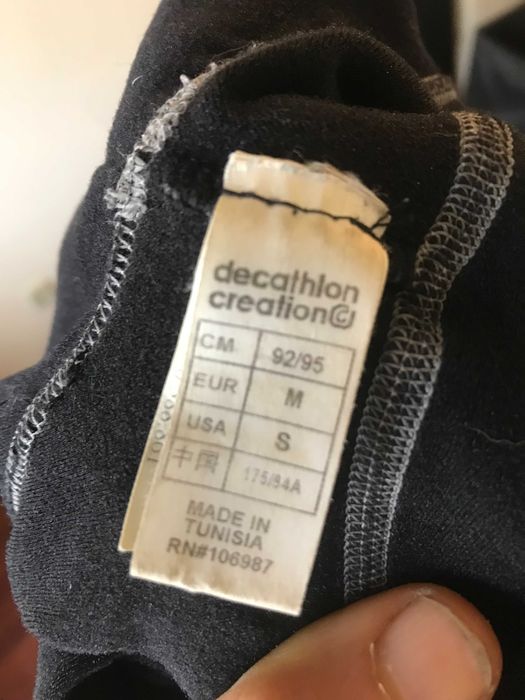 decathlon
creation©
CM 92/95
EUR M
USA S
中国 175/84A
MADE IN
TUNISIA
RN#106987